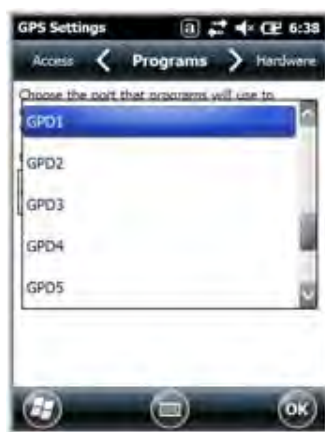 GPS Settings 6:38
Access Programs Hardware
Choose the port that programs will use to
GPD1
GPD2
GPD3
GPD4
GPD5
OK